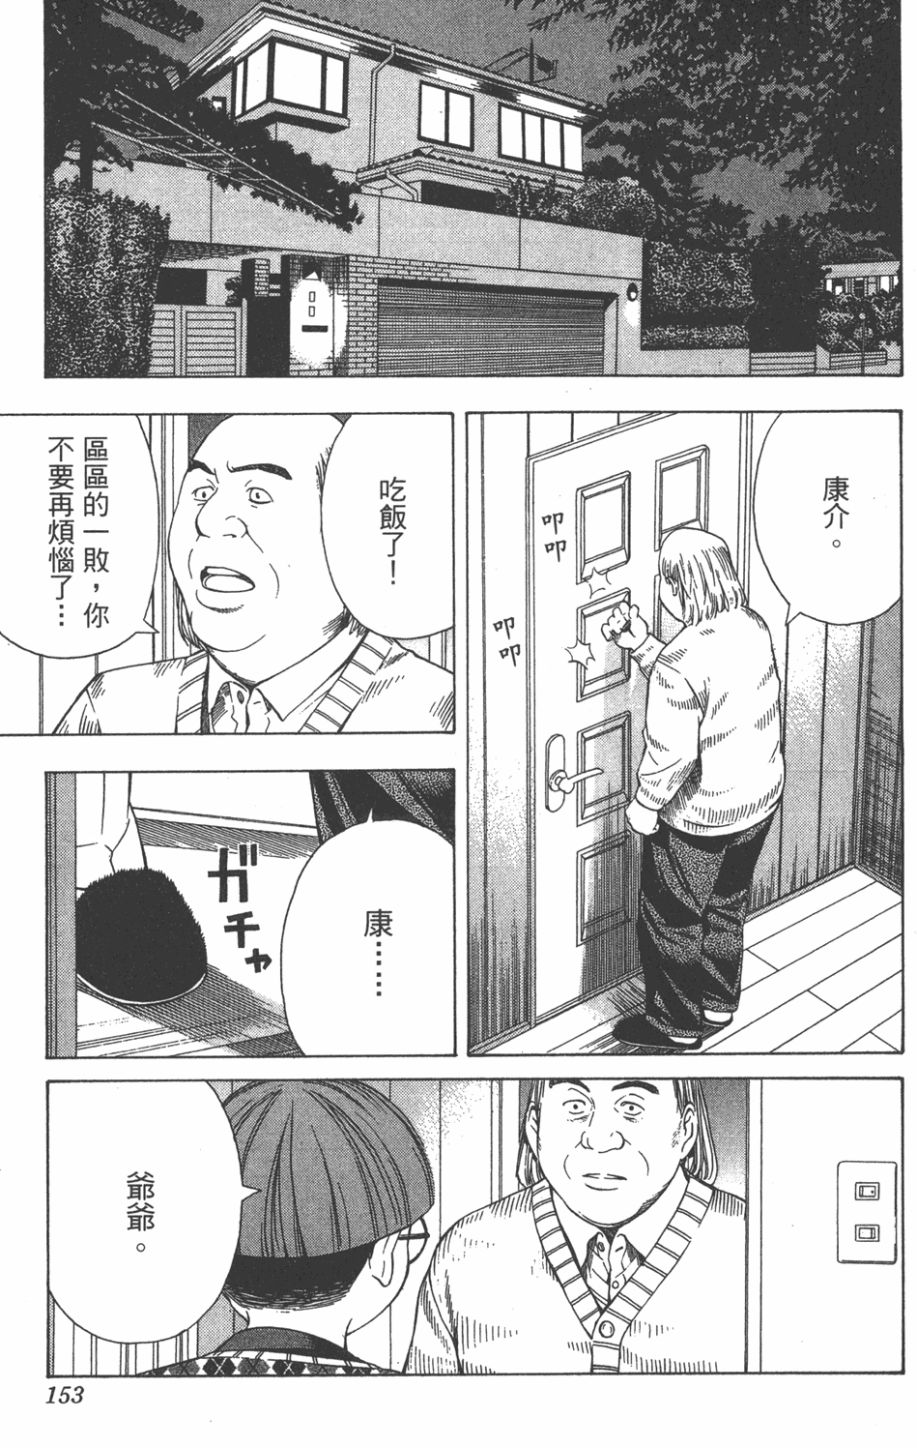 康介。
叩叩
叩叩
吃飯了！
區區的一敗，你
不要再煩惱了…
康……
ガチャ
爺爺。
153